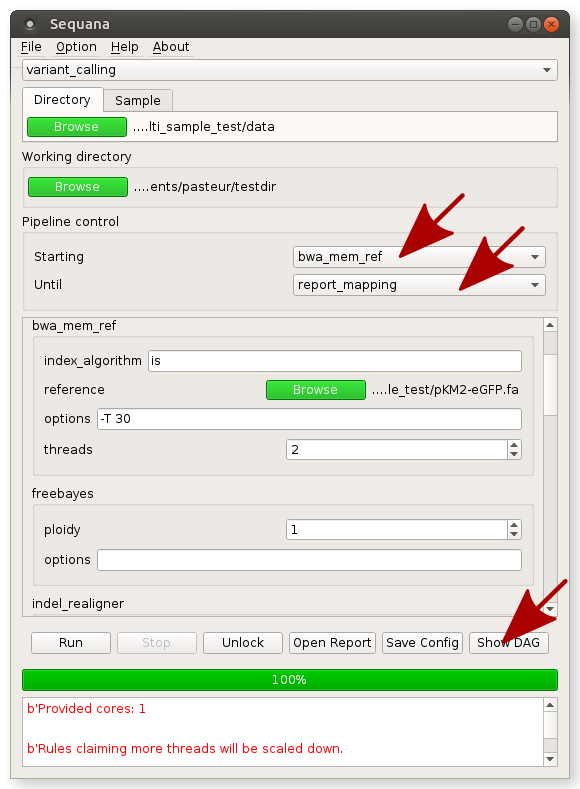 Sequana
File Option Help About
variant_calling
Directory Sample
Browse ....lti_sample_test/data
Working directory
Browse ....ents/pasteur/testdir
Pipeline control
Starting bwa_mem_ref
Until report_mapping
bwa_mem_ref
index_algorithm is
reference Browse ....le_test/pKM2-eGFP.fa
options -T 30
threads 2
freebayes
ploidy 1
options
indel_realigner
Run Stop Unlock Open Report Save Config Show DAG
100%
b'Provided cores: 1
b'Rules claiming more threads will be scaled down.